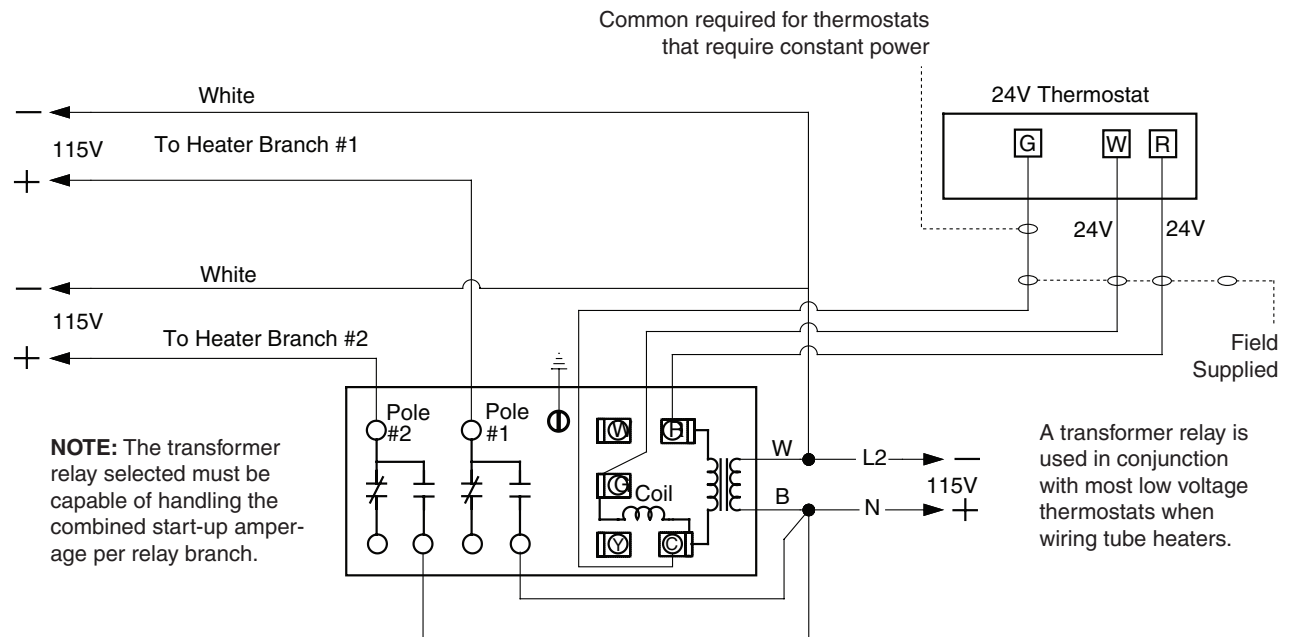 Common required for thermostats
that require constant power
White
24V Thermostat
−
115V
To Heater Branch #1
+
G
W
R
24V
24V
White
−
115V
To Heater Branch #2
+
Field
Supplied
Pole
#2
Pole
#1
W
R
G
Coil
Y
C
W
L2
−
115V
B
N
+
NOTE: The transformer
relay selected must be
capable of handling the
combined start-up amper-
age per relay branch.
A transformer relay is
used in conjunction
with most low voltage
thermostats when
wiring tube heaters.